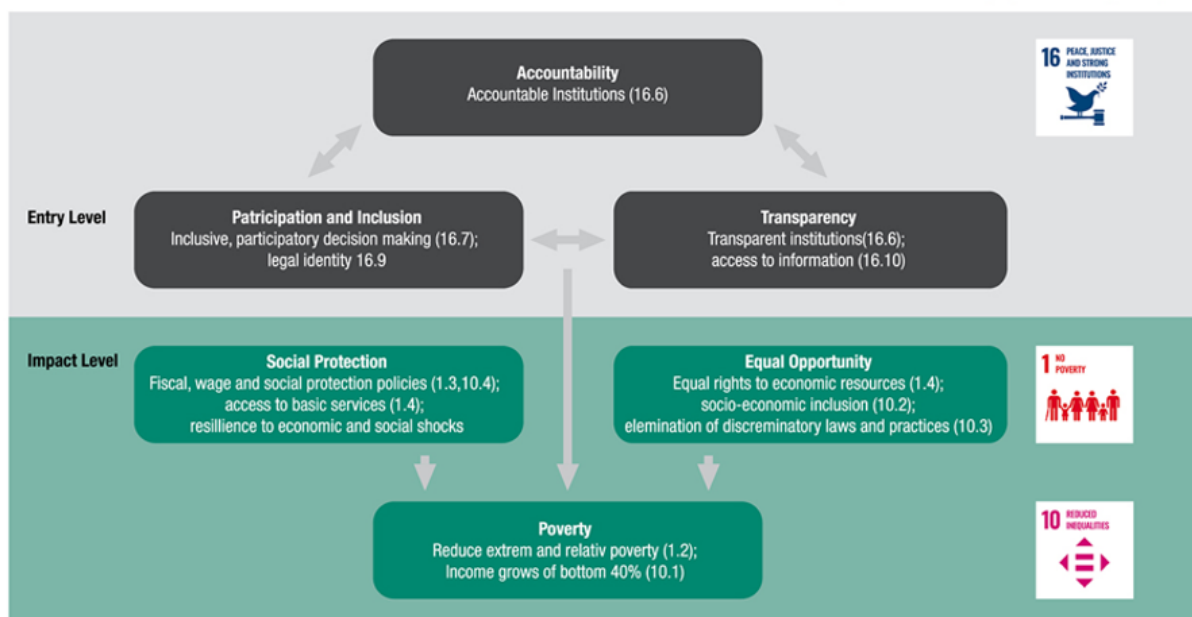 Accountability
Accountable Institutions (16.6)
16 PEACE, JUSTICE
AND STRONG
INSTITUTIONS
Entry Level
Patricipation and Inclusion
Inclusive, participatory decision making (16.7);
legal identity 16.9
Transparency
Transparent institutions(16.6);
access to information (16.10)
Impact Level
Social Protection
Fiscal, wage and social protection policies (1.3,10.4);
access to basic services (1.4);
resillience to economic and social shocks
Equal Opportunity
Equal rights to economic resources (1.4);
socio-economic inclusion (10.2);
elemination of discreminatory laws and practices (10.3)
1 NO
POVERTY
Poverty
Reduce extrem and relativ poverty (1.2);
Income grows of bottom 40% (10.1)
10 REDUCED
INEQUALITIES